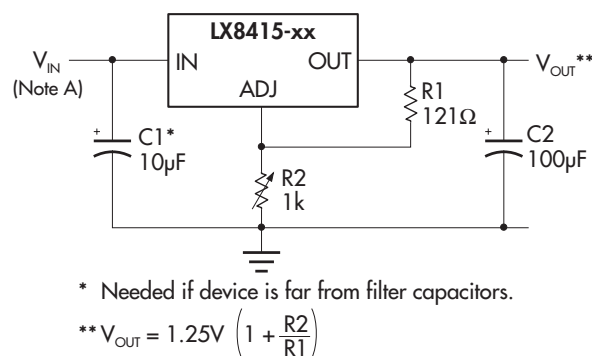 LX8415-xx
V_IN
(Note A)
IN
OUT
ADJ
V_OUT**
R1
121Ω
+
C1*
10µF
R2
1k
+
C2
100µF
* Needed if device is far from filter capacitors.
** V_OUT = 1.25V (1 + R2/R1)